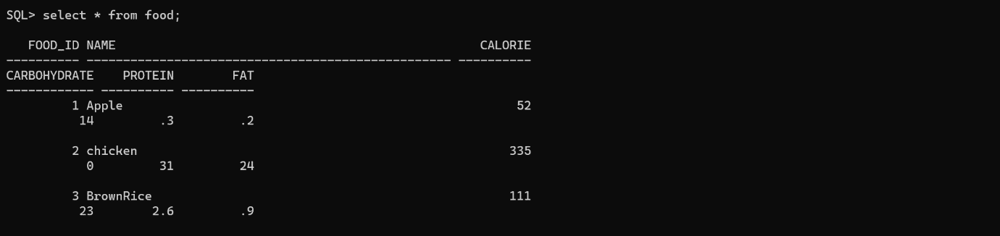 SQL> select * from food;
FOOD_ID NAME CALORIE
---------- -------------------------------------------------- ----------
CARBOHYDRATE PROTEIN FAT
------------ ---------- ----------
1 Apple 52
14 .3 .2
2 chicken 335
0 31 24
3 BrownRice 111
23 2.6 .9